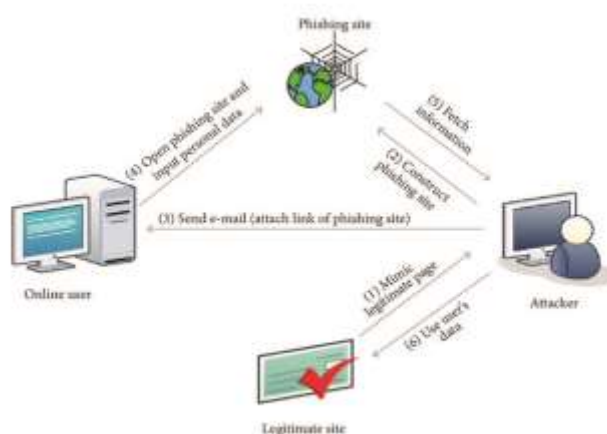 Phishing site
(4) Open phishing site and
input personal data
(5) Fetch
information
(2) Construct
phishing site
(3) Send e-mail (attach link of phishing site)
Online user
(1) Mimic
legitimate page
(6) Use user's
data
Attacker
Legitimate site